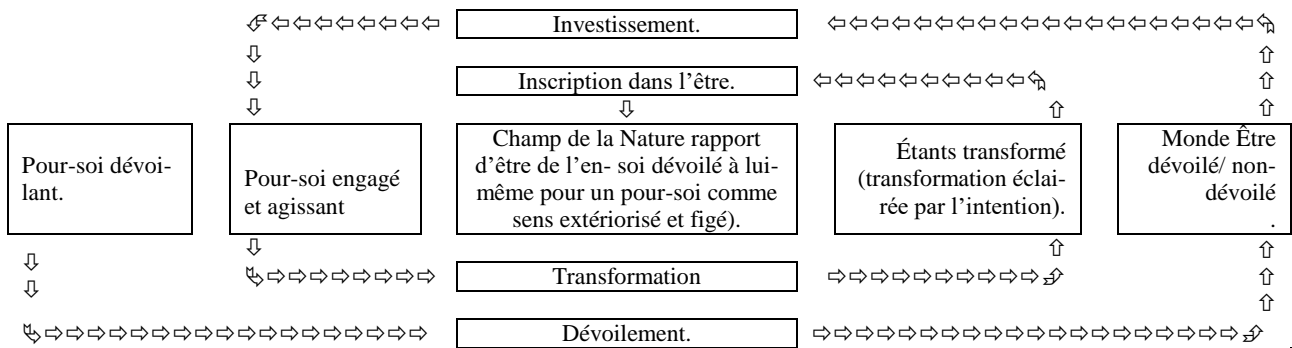 Investissement.
Inscription dans l’être.
Pour-soi dévoi-
lant.
Pour-soi engagé
et agissant
Champ de la Nature rapport
d’être de l’en- soi dévoilé à lui-
même pour un pour-soi comme
sens extériorisé et figé).
Étants transformé
(transformation éclai-
rée par l’intention).
Monde Être
dévoilé/ non-
dévoilé
.
Transformation
Dévoilement.